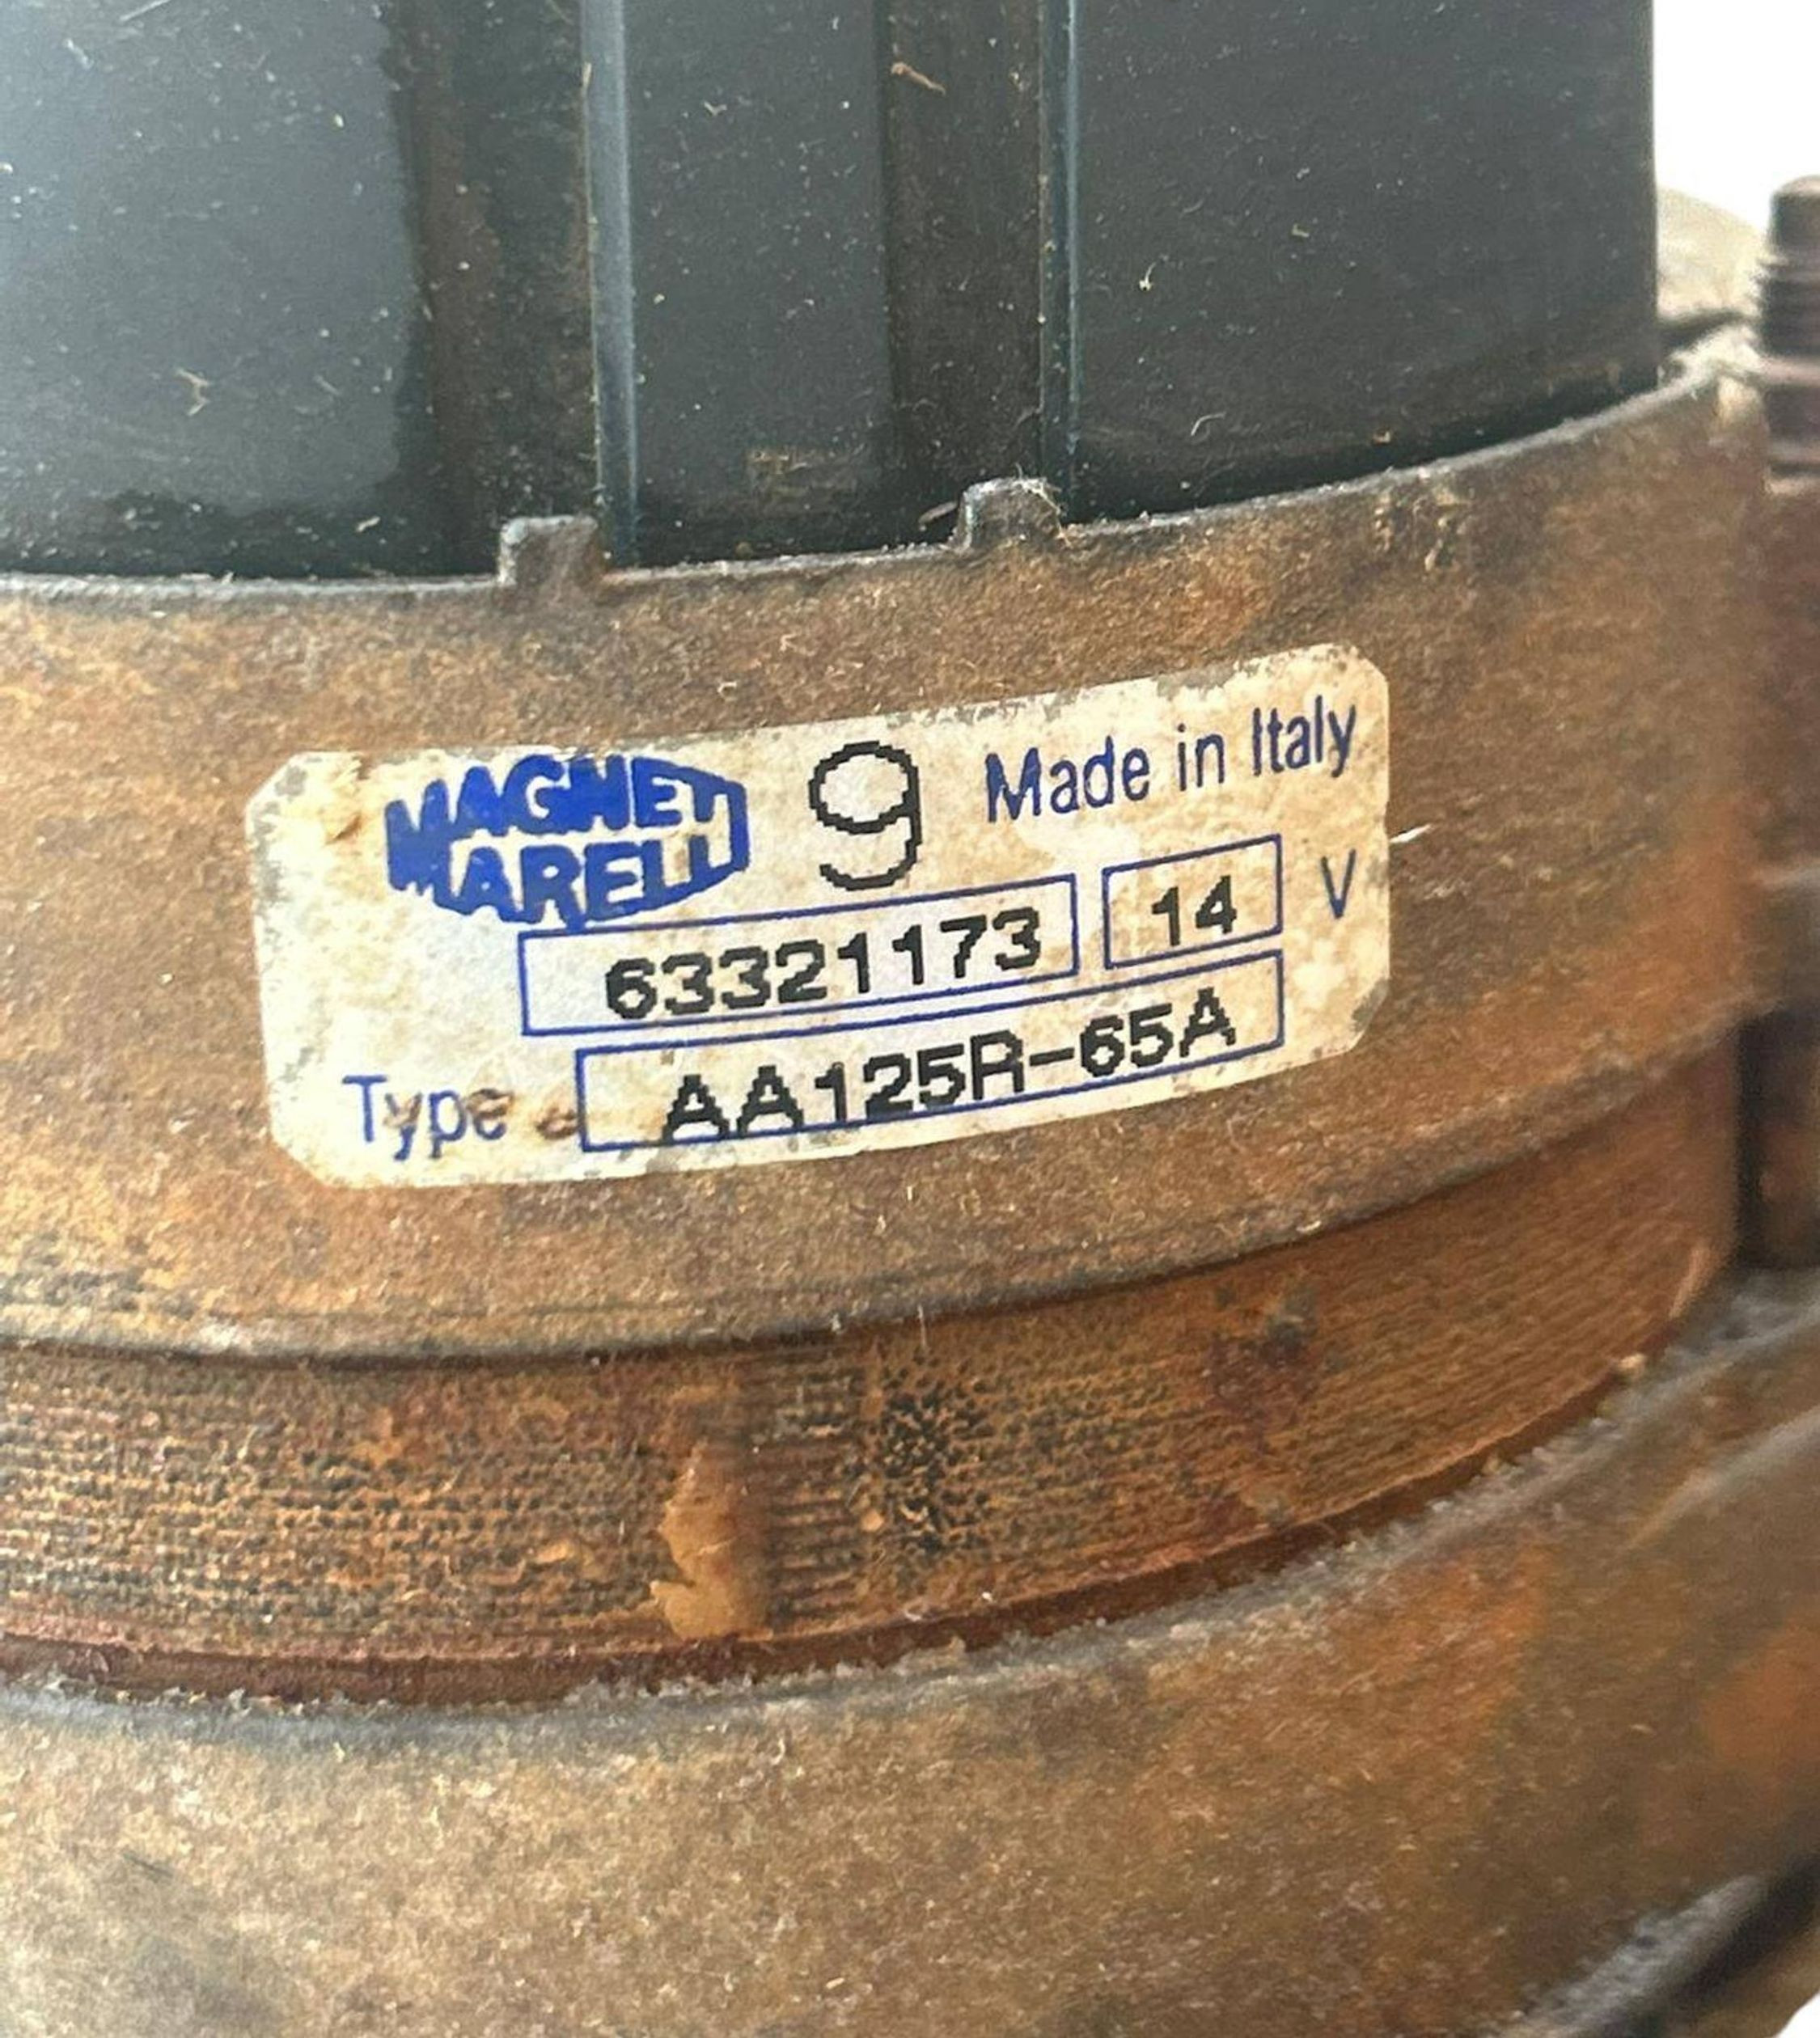 MAGNETI MARELLI 9 Made in Italy
63321173 14 V
Type AA125R-65A